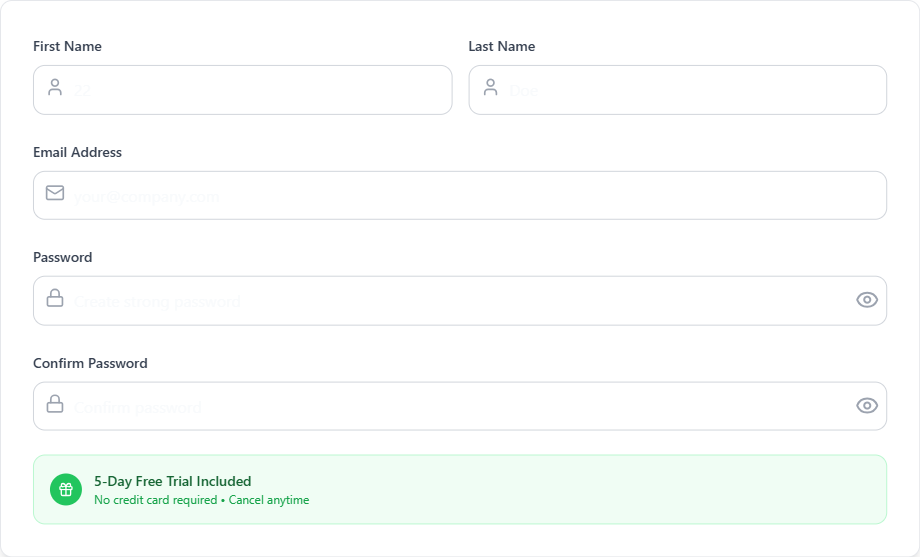 First Name
Last Name
22
Doe
Email Address
your@company.com
Password
Create strong password
Confirm Password
Confirm password
5-Day Free Trial Included
No credit card required • Cancel anytime